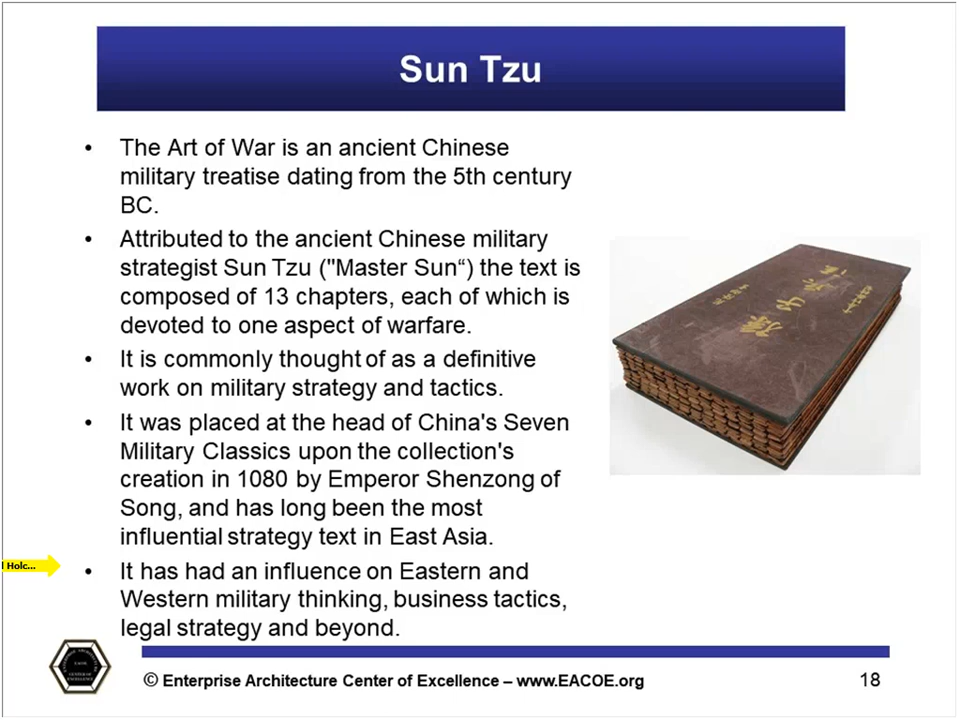 Sun Tzu
• The Art of War is an ancient Chinese
military treatise dating from the 5th century
BC.
• Attributed to the ancient Chinese military
strategist Sun Tzu ("Master Sun“) the text is
composed of 13 chapters, each of which is
devoted to one aspect of warfare.
• It is commonly thought of as a definitive
work on military strategy and tactics.
• It was placed at the head of China's Seven
Military Classics upon the collection's
creation in 1080 by Emperor Shenzong of
Song, and has long been the most
influential strategy text in East Asia.
Holc...
• It has had an influence on Eastern and
Western military thinking, business tactics,
legal strategy and beyond.
EACOE
CENTER OF
EXCELLENCE
© Enterprise Architecture Center of Excellence – www.EACOE.org
18